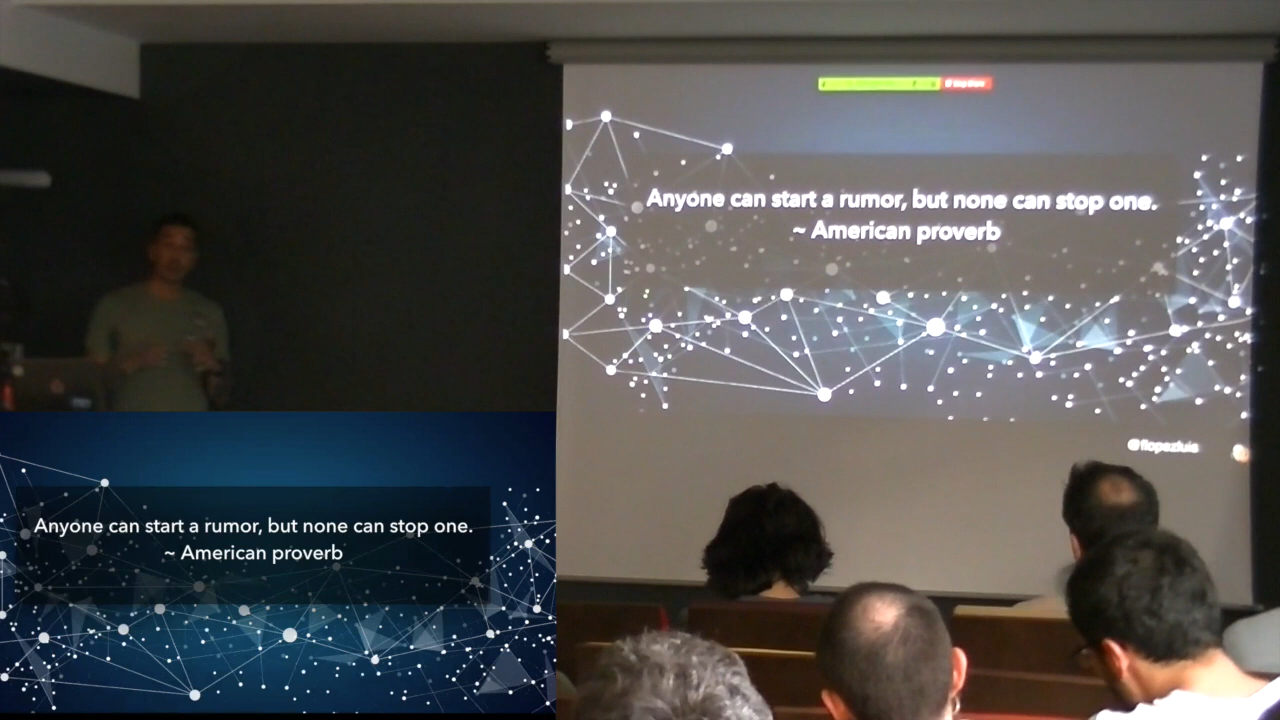 Anyone can start a rumor, but none can stop one.
~ American proverb
@flopezluis
Anyone can start a rumor, but none can stop one.
~ American proverb